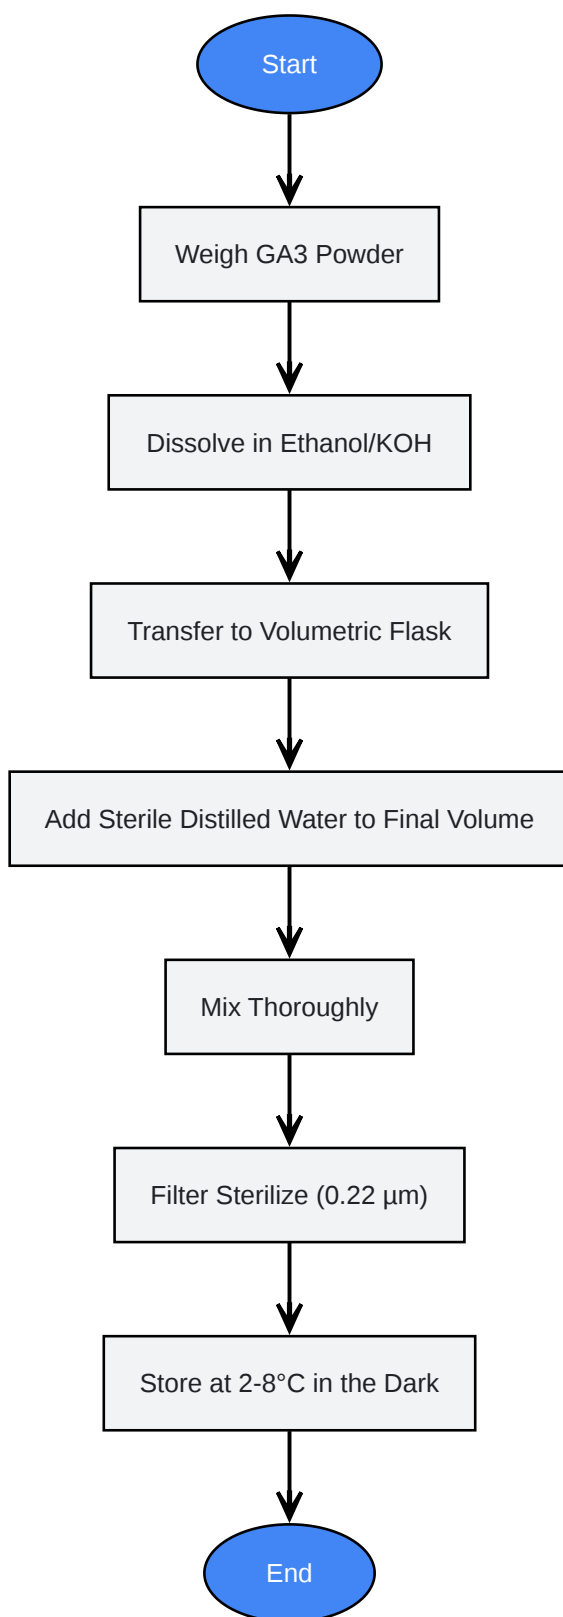 Start
Weigh GA3 Powder
Dissolve in Ethanol/KOH
Transfer to Volumetric Flask
Add Sterile Distilled Water to Final Volume
Mix Thoroughly
Filter Sterilize (0.22 µm)
Store at 2-8°C in the Dark
End